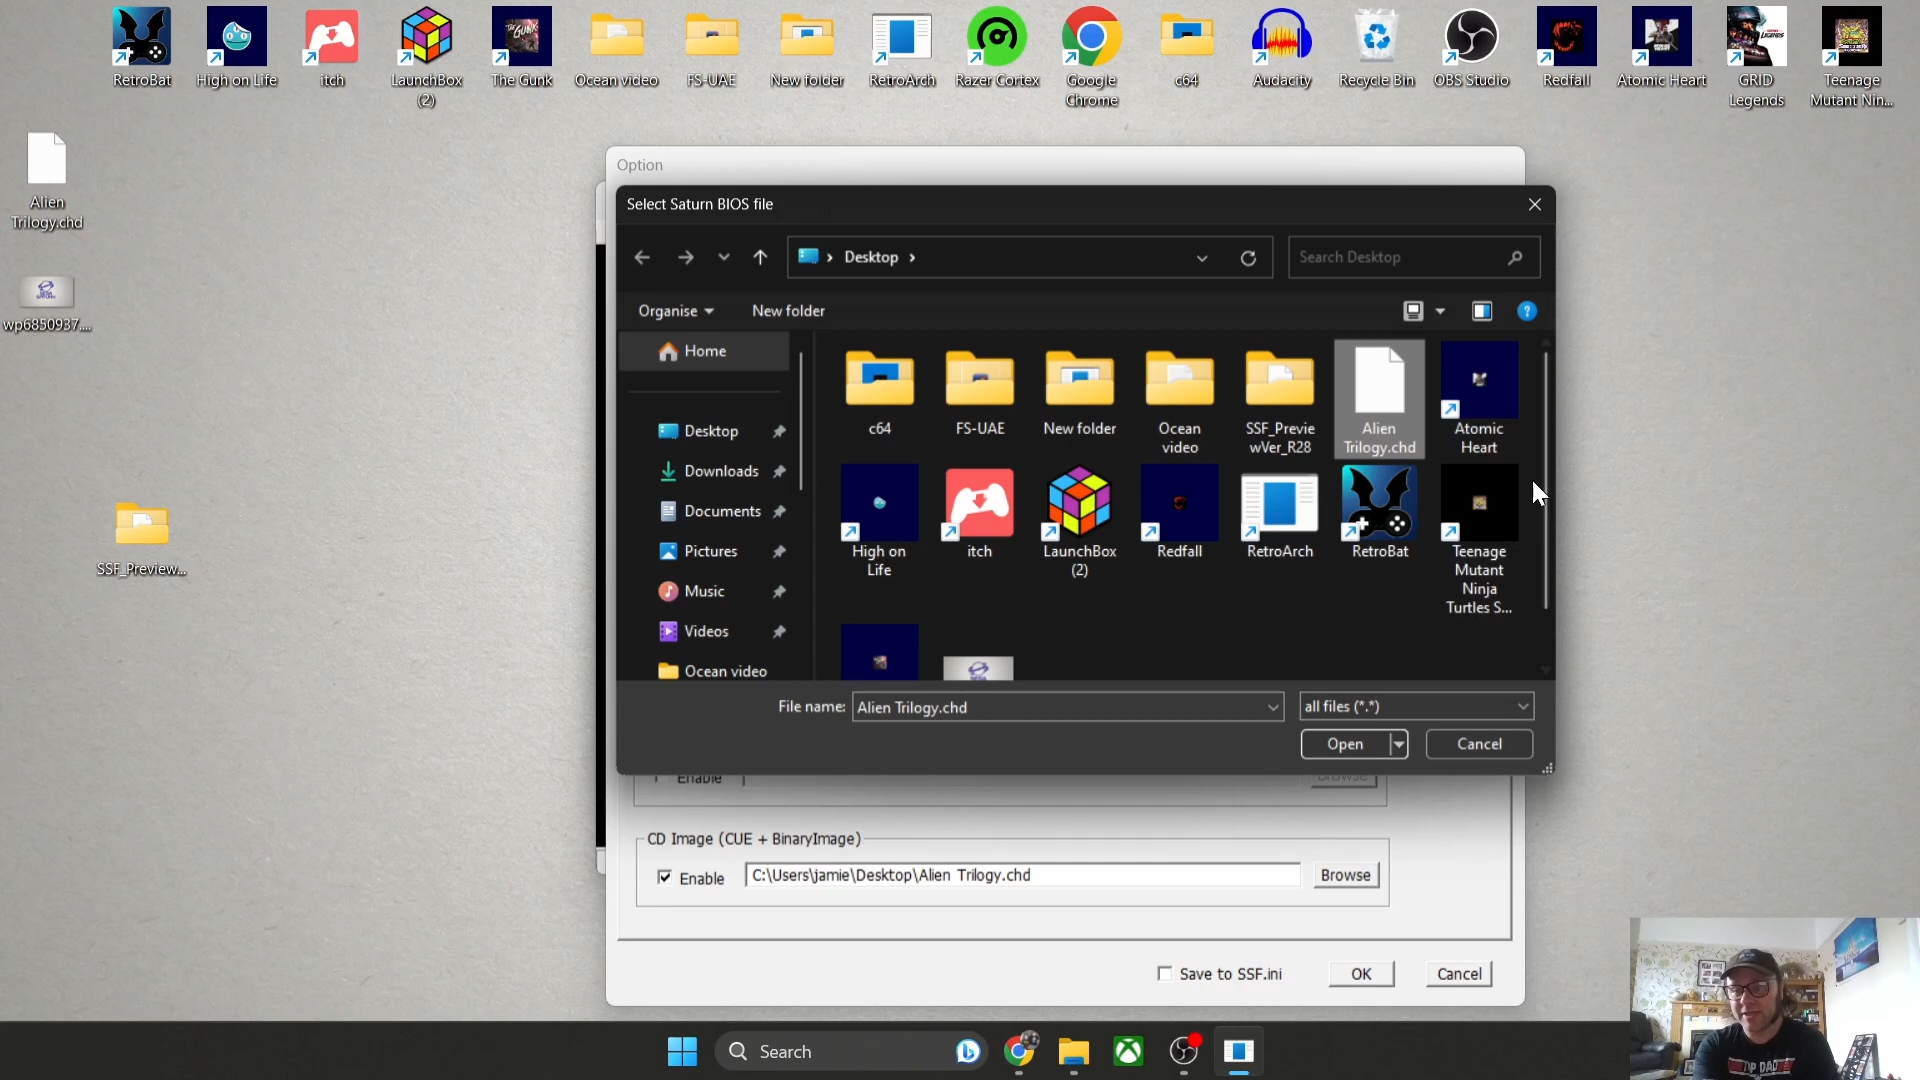 RetroBat
High on Life
itch
LaunchBox
(2)
The Gunk
Ocean video
FS-UAE
New folder
RetroArch
Razer Cortex
Google
Chrome
c64
Audacity
Recycle Bin
OBS Studio
Redfall
Atomic Heart
GRID
Legends
Teenage
Mutant Nin...
Alien
Trilogy.chd
wp6850937....
SSF_Preview...
Option
Select Saturn BIOS file
Desktop
Search Desktop
Organise
New folder
Home
Desktop
Downloads
Documents
Pictures
Music
Videos
Ocean video
c64
FS-UAE
New folder
Ocean
video
SSF_Previe
wVer_R28
Alien
Trilogy.chd
Atomic
Heart
High on
Life
itch
LaunchBox
(2)
Redfall
RetroArch
RetroBat
Teenage
Mutant
Ninja
Turtles S...
File name:
Alien Trilogy.chd
all files (*.*)
Open
Cancel
Enable
Browse
CD Image (CUE + BinaryImage)
Enable
C:\Users\jamie\Desktop\Alien Trilogy.chd
Browse
Save to SSF.ini
OK
Cancel
Search
TOP DAD